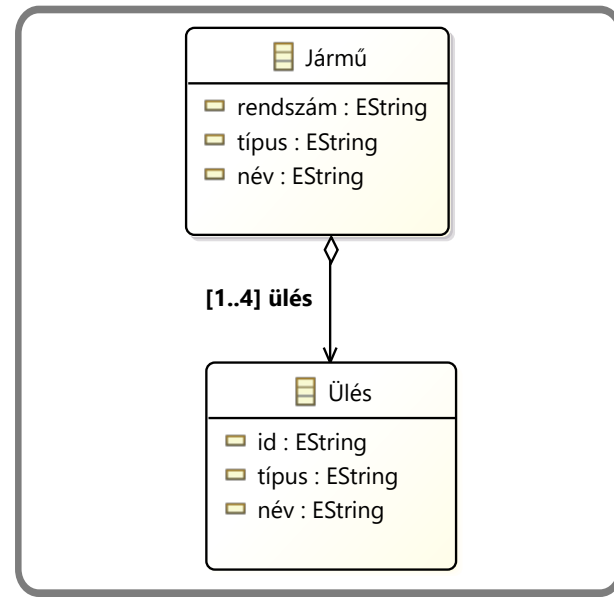 Jármű
rendszám : EString
típus : EString
név : EString
[1..4] ülés
Ülés
id : EString
típus : EString
név : EString